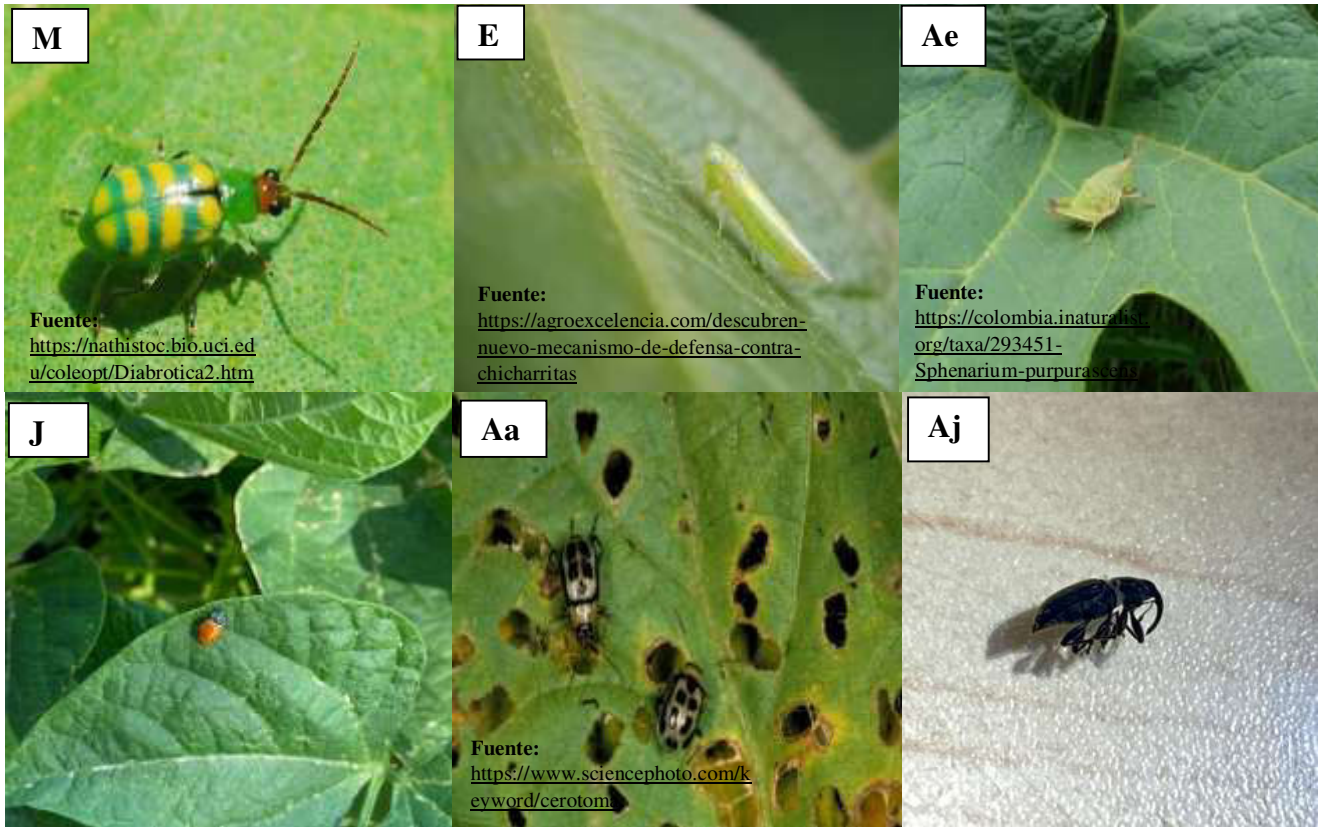 M
Fuente:
https://nathistoc.bio.uci.ed
u/coleopt/Diabrotica2.htm
E
Fuente:
https://agroexcelencia.com/descubren-
nuevo-mecanismo-de-defensa-contra-
chicharritas
Ae
Fuente:
https://colombia.inaturalist.
org/taxa/293451-
Sphenarium-purpurascens
J
Aa
Fuente:
https://www.sciencephoto.com/k
eyword/cerotoma
Aj